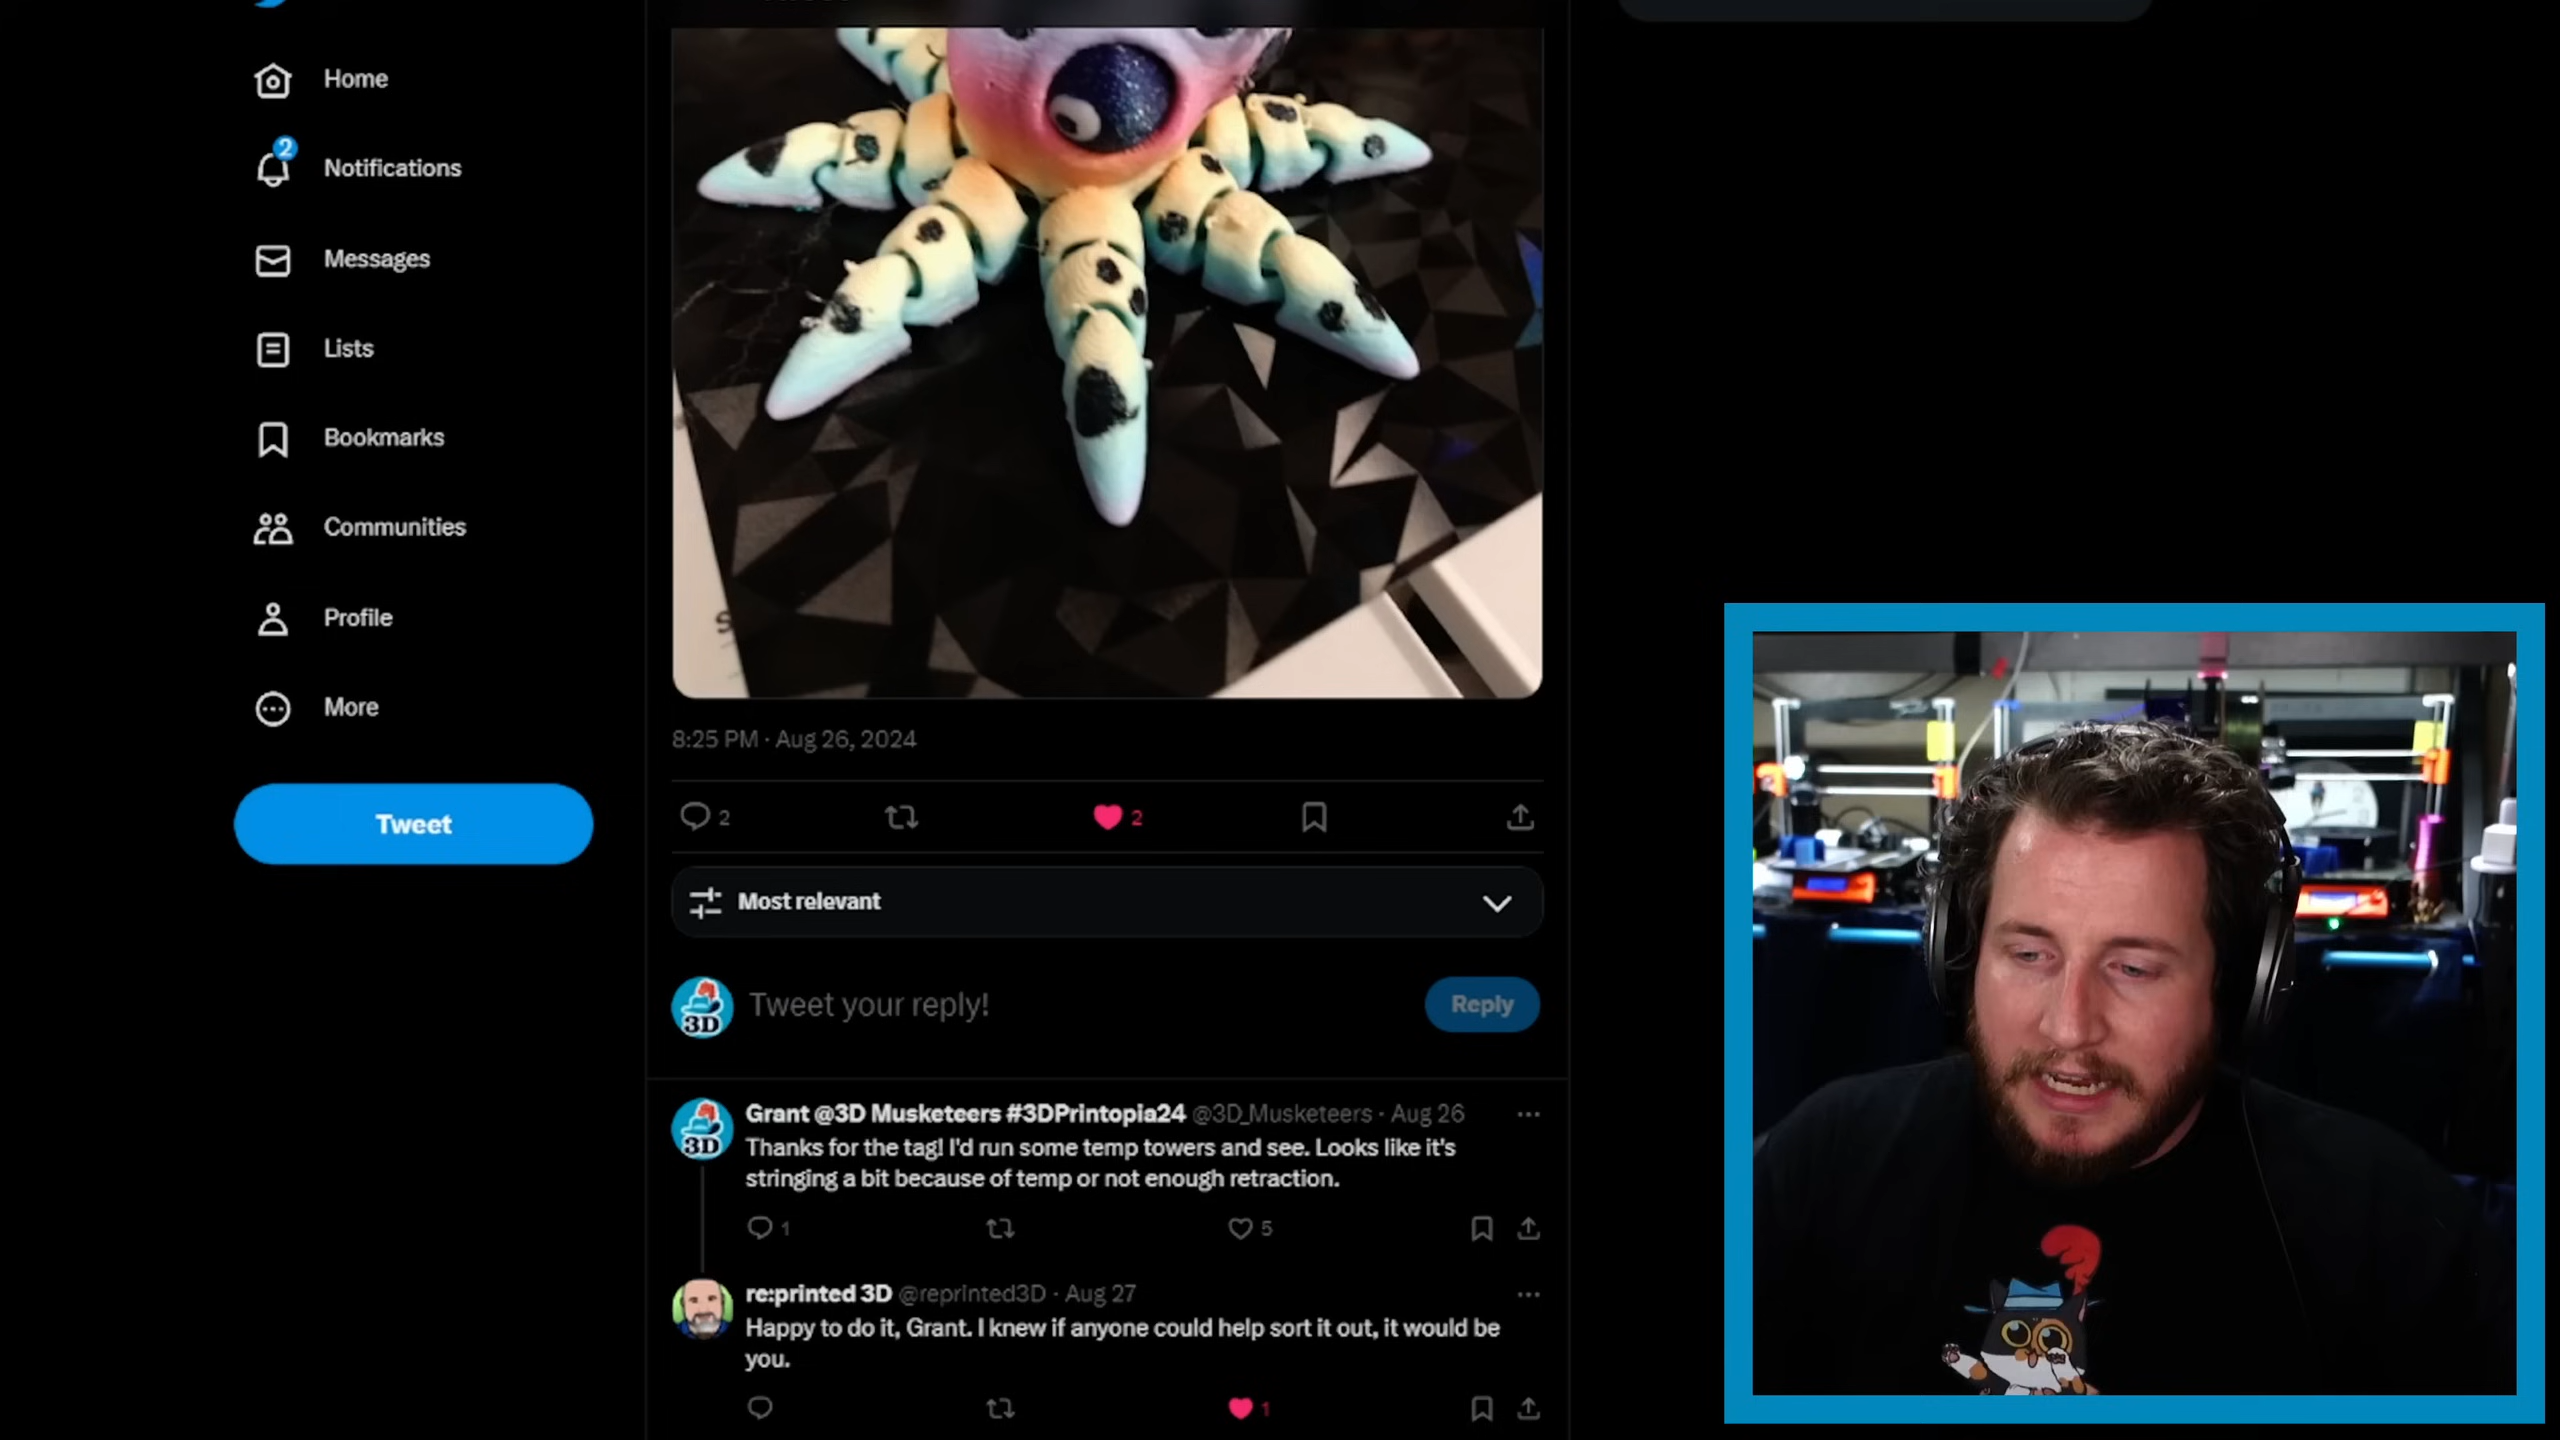 Home
2
Notifications
Messages
Lists
Bookmarks
Communities
Profile
More
Tweet
8:25 PM · Aug 26, 2024
2
2
Most relevant
3D
Tweet your reply!
Reply
3D
Grant @3D Musketeers #3DPrintopia24 @3D_Musketeers · Aug 26
Thanks for the tag! I'd run some temp towers and see. Looks like it's
stringing a bit because of temp or not enough retraction.
1
5
re:printed 3D @reprinted3D · Aug 27
Happy to do it, Grant. I knew if anyone could help sort it out, it would be
you.
1